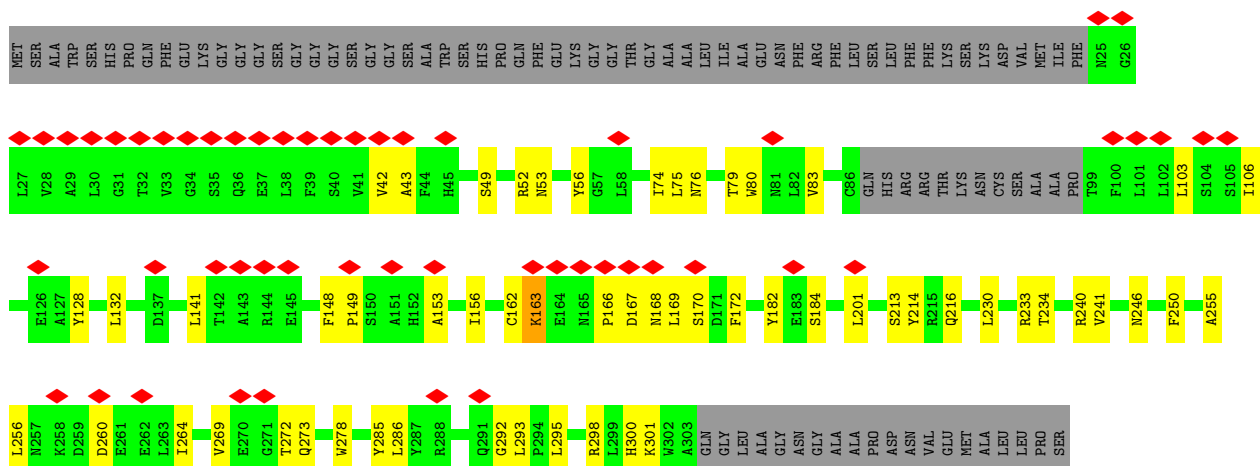 MET SER ALA TRP SER HIS PRO GLN PHE GLU LYS GLY GLY GLY SER GLY GLY GLY SER GLY GLY SER ALA TRP SER HIS PRO GLN PHE GLU LYS GLY GLY THR GLY ALA ALA LEU ILE ALA GLU ASN PHE ARG PHE LEU SER LEU PHE PHE PHE LYS SER LYS ASP VAL MET ILE PHE N25 G26
L27 V28 A29 L30 G31 T32 V33 G34 S35 Q36 E37 L38 F39 S40 V41 V42 A43 F44 H45 S49 R52 N53 Y56 G57 L58 I74 L75 N76 T79 W80 N81 L82 V83 C86 GLN HIS ARG ARG THR LYS ASN CYS SER ALA ALA PRO T99 F100 L101 L102 L103 S104 S105 I106
E126 A127 Y128 L132 D137 L141 T142 A143 R144 E145 F148 P149 S150 A151 H152 A153 I156 C162 K163 E164 N165 P166 D167 N168 L169 S170 D171 F172 Y182 E183 S184 L201 S213 Y214 R215 Q216 L230 R233 T234 R240 V241 N246 F250 A255
L256 N257 K258 D259 D260 E261 E262 L263 I264 V269 E270 G271 T272 Q273 W278 Y285 L286 Y287 R288 Q291 G292 L293 P294 L295 R298 L299 H300 K301 W302 A303 GLN GLY LEU ALA GLY ASN GLY ALA ALA PRO ASP ASN VAL GLU MET ALA LEU LEU PRO SER